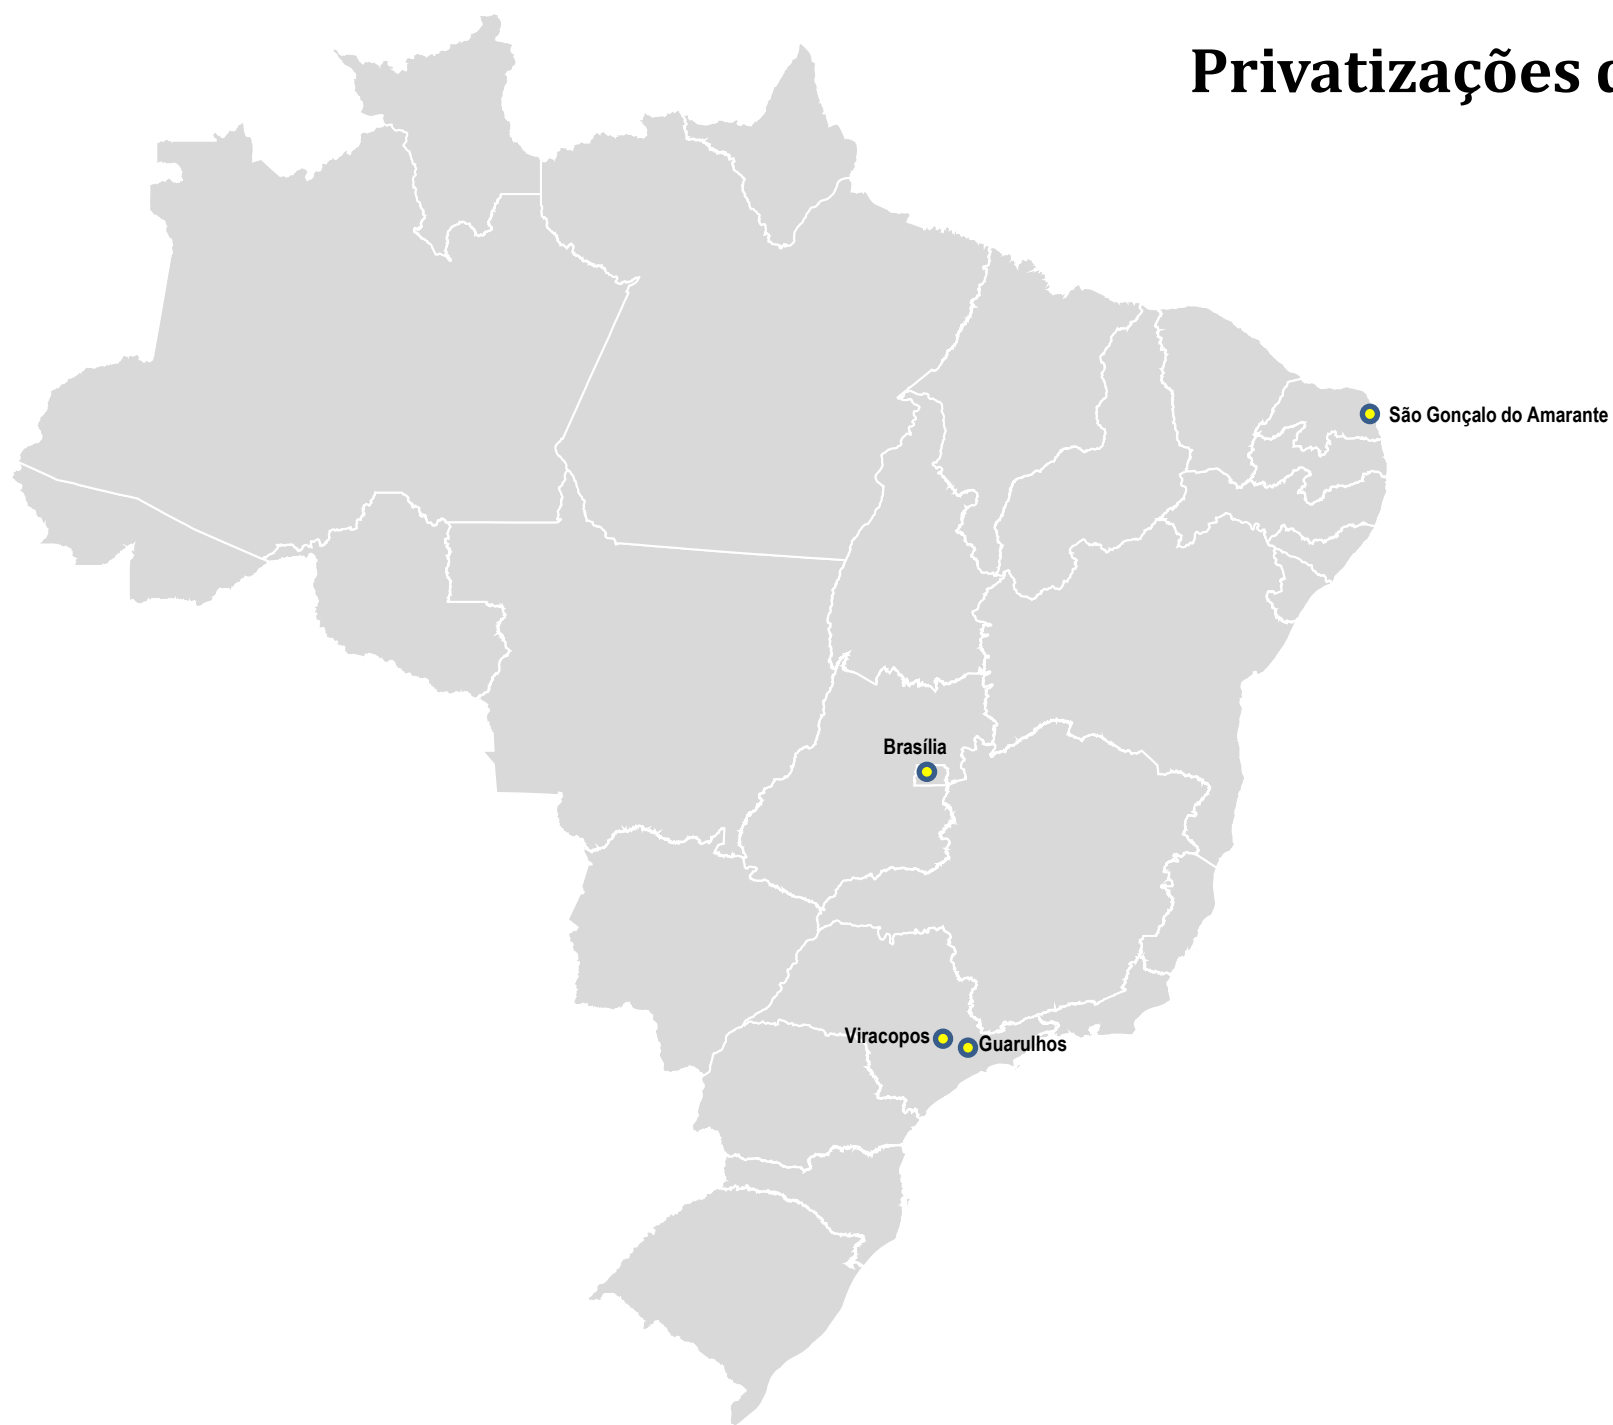 Privatizações
São Gonçalo do Amarante
Brasília
Viracopos
Guarulhos